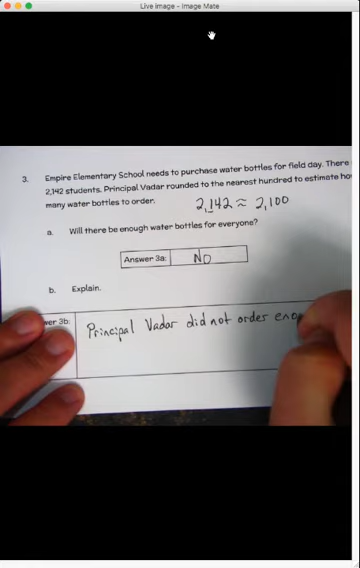 Live Image - Image Mate
3. Empire Elementary School needs to purchase water bottles for field day. There
2,142 students. Principal Vadar rounded to the nearest hundred to estimate ho
many water bottles to order. 2,142 ≈ 2,100
a. Will there be enough water bottles for everyone?
Answer 3a: No
b. Explain.
wer 3b: Principal Vadar did not order eno